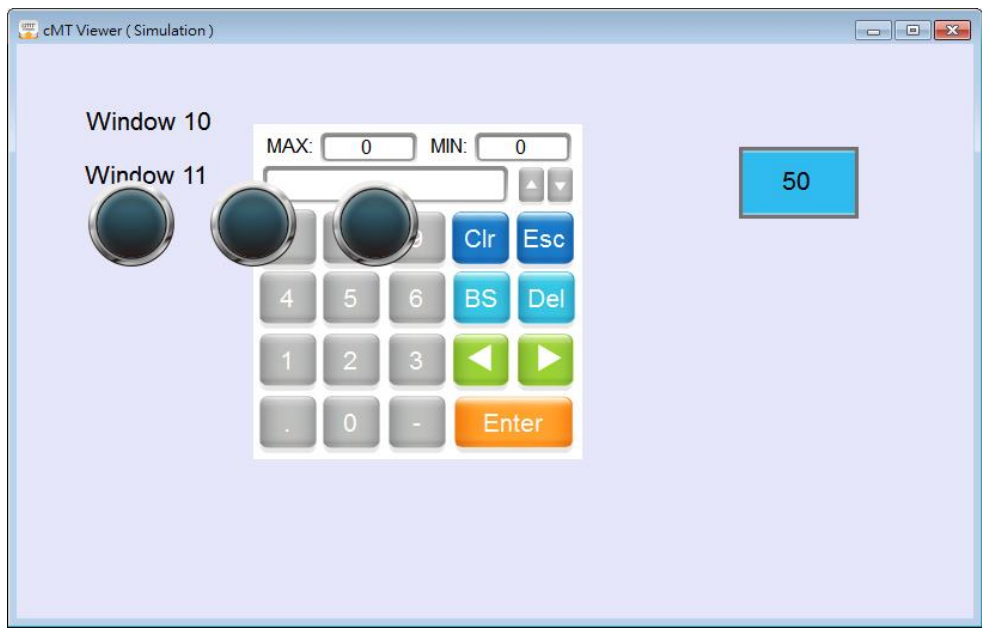 cMT Viewer ( Simulation )
Window 10
MAX: 0 MIN: 0
Window 11
50
Clr Esc
4 5 6 BS Del
1 2 3
. 0 - Enter